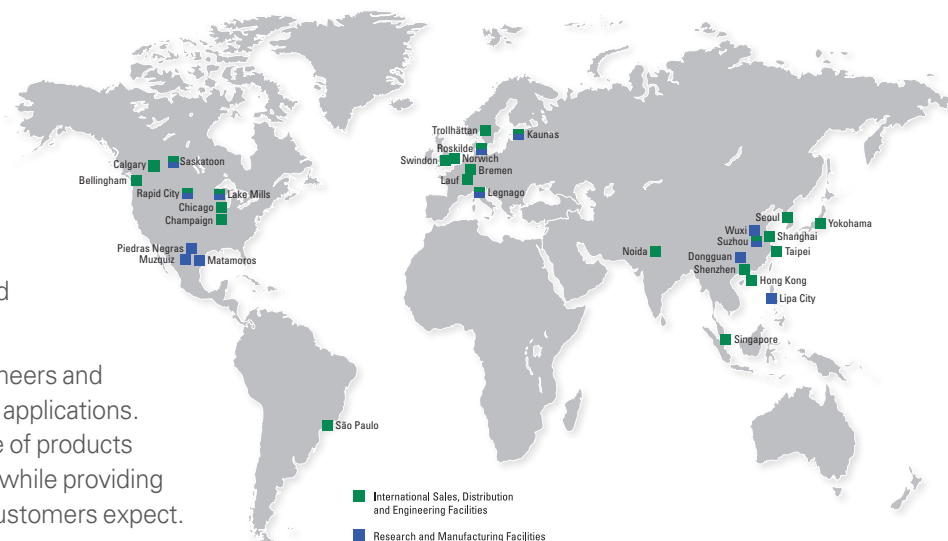 Trollhättan
Kaunas
Roskilde
Swindon
Norwich
Bremen
Lauf
Legnago
Calgary
Saskatoon
Bellingham
Rapid City
Lake Mills
Chicago
Champaign
Piedras Negras
Muzquiz
Matamoros
Seoul
Yokohama
Wuxi
Suzhou
Shanghai
Noida
Taipei
Dongguan
Shenzhen
Hong Kong
Lipa City
Singapore
São Paulo
d
neers and
applications.
e of products
while providing
ustomers expect.
International Sales, Distribution
and Engineering Facilities
Research and Manufacturing Facilities